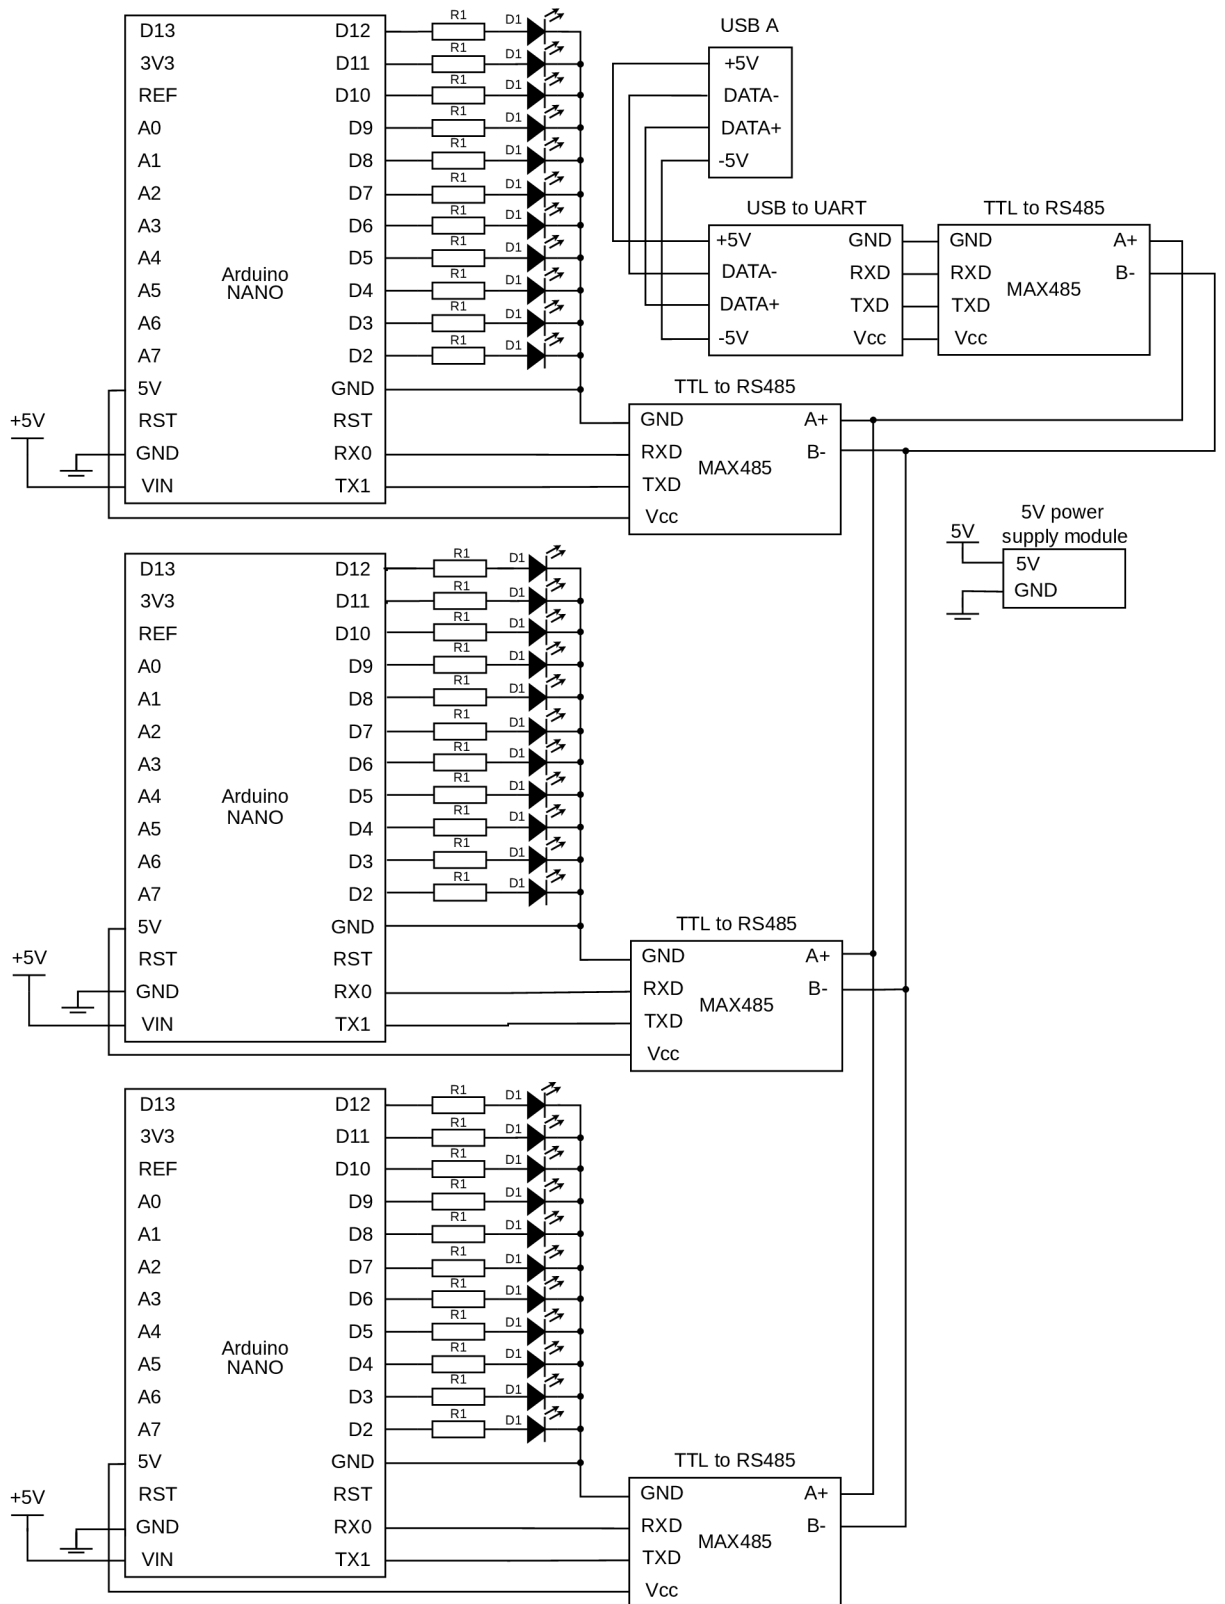 D13 D12 R1 D1
3V3 D11 R1 D1
REF D10 R1 D1
A0 D9 R1 D1
A1 D8 R1 D1
A2 D7 R1 D1
A3 D6 R1 D1
A4 D5 R1 D1
A5 D4 R1 D1
A6 D3 R1 D1
A7 D2 R1 D1
5V GND
RST RST
GND RX0
VIN TX1
Arduino
NANO
+5V
USB A
+5V
DATA-
DATA+
-5V
USB to UART
+5V GND
DATA- RXD
DATA+ TXD
-5V Vcc
TTL to RS485
GND A+
RXD B-
MAX485
TXD
Vcc
TTL to RS485
GND A+
RXD B-
MAX485
TXD
Vcc
5V power
supply module
5V
5V
GND
D13 D12 R1 D1
3V3 D11 R1 D1
REF D10 R1 D1
A0 D9 R1 D1
A1 D8 R1 D1
A2 D7 R1 D1
A3 D6 R1 D1
A4 D5 R1 D1
A5 D4 R1 D1
A6 D3 R1 D1
A7 D2 R1 D1
5V GND
RST RST
GND RX0
VIN TX1
Arduino
NANO
+5V
TTL to RS485
GND A+
RXD B-
MAX485
TXD
Vcc
D13 D12 R1 D1
3V3 D11 R1 D1
REF D10 R1 D1
A0 D9 R1 D1
A1 D8 R1 D1
A2 D7 R1 D1
A3 D6 R1 D1
A4 D5 R1 D1
A5 D4 R1 D1
A6 D3 R1 D1
A7 D2 R1 D1
5V GND
RST RST
GND RX0
VIN TX1
Arduino
NANO
+5V
TTL to RS485
GND A+
RXD B-
MAX485
TXD
Vcc